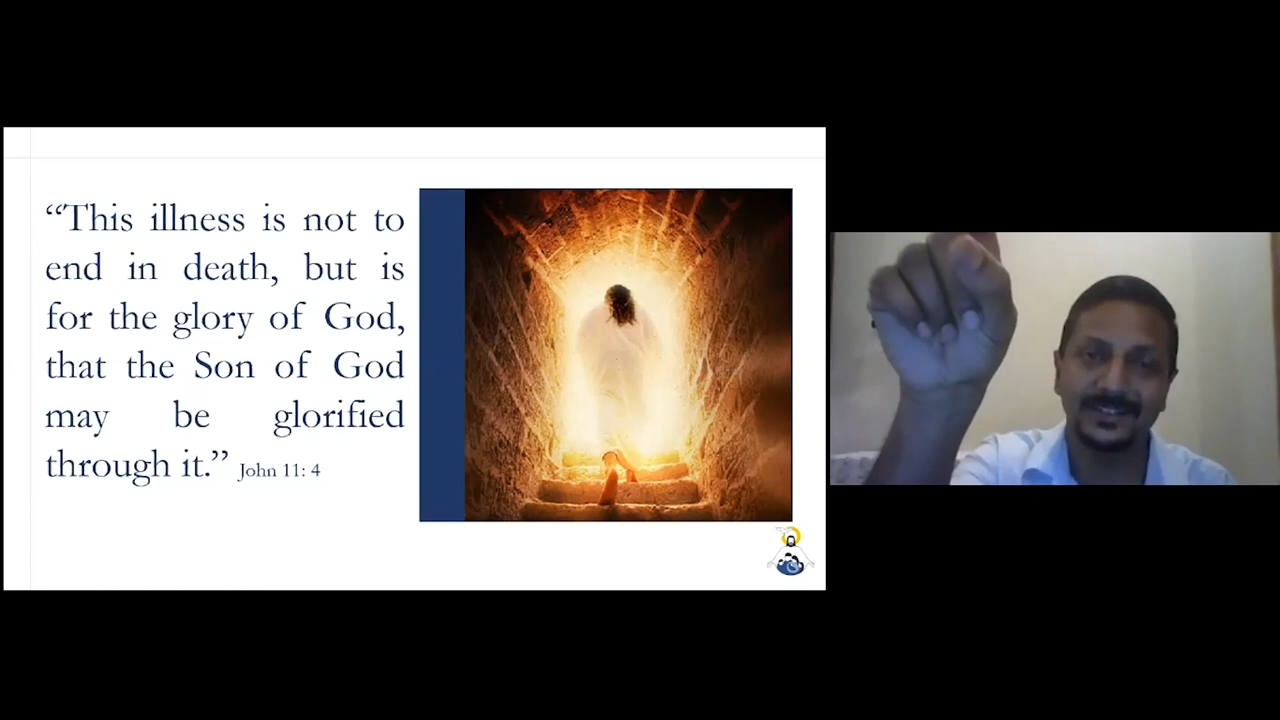 “This illness is not to
end in death, but is
for the glory of God,
that the Son of God
may be glorified
through it.” John 11: 4